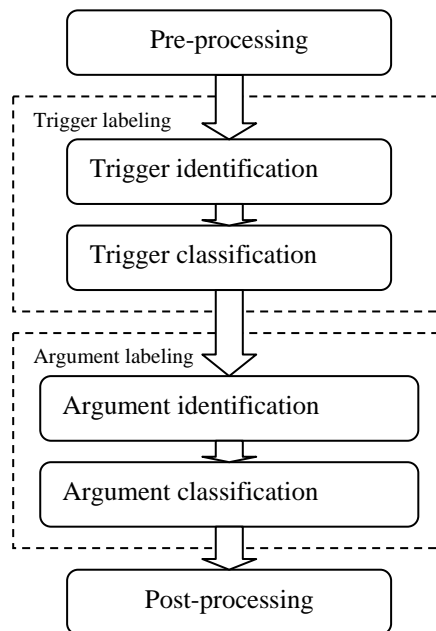 Pre-processing
Trigger labeling
Trigger identification
Trigger classification
Argument labeling
Argument identification
Argument classification
Post-processing